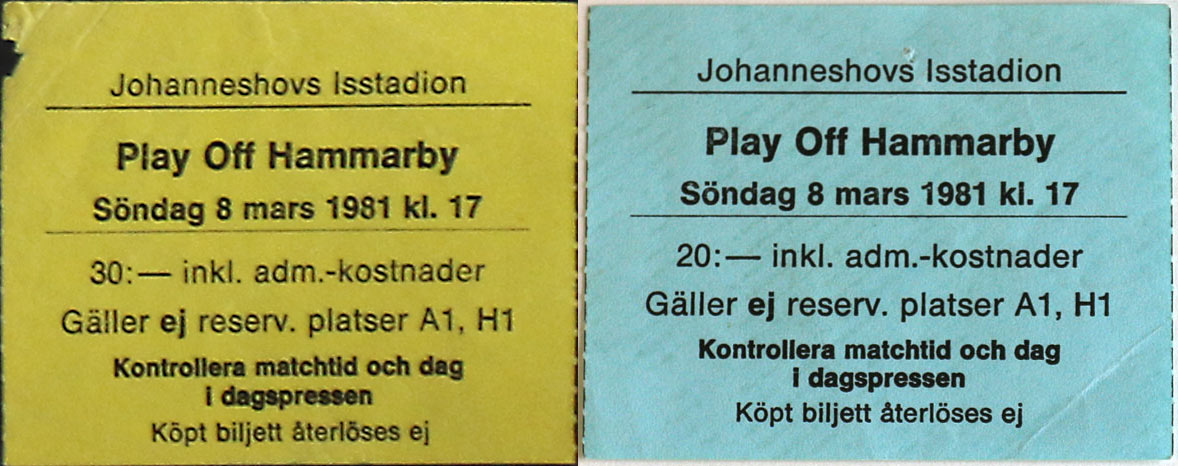 Johanneshovs Isstadion
Play Off Hammarby
Söndag 8 mars 1981 kl. 17
30:— inkl. adm.-kostnader
Gäller ej reserv. platser A1, H1
Kontrollera matchtid och dag
i dagspressen
Köpt biljett återlöses ej
Johanneshovs Isstadion
Play Off Hammarby
Söndag 8 mars 1981 kl. 17
20:— inkl. adm.-kostnader
Gäller ej reserv. platser A1, H1
Kontrollera matchtid och dag
i dagspressen
Köpt biljett återlöses ej